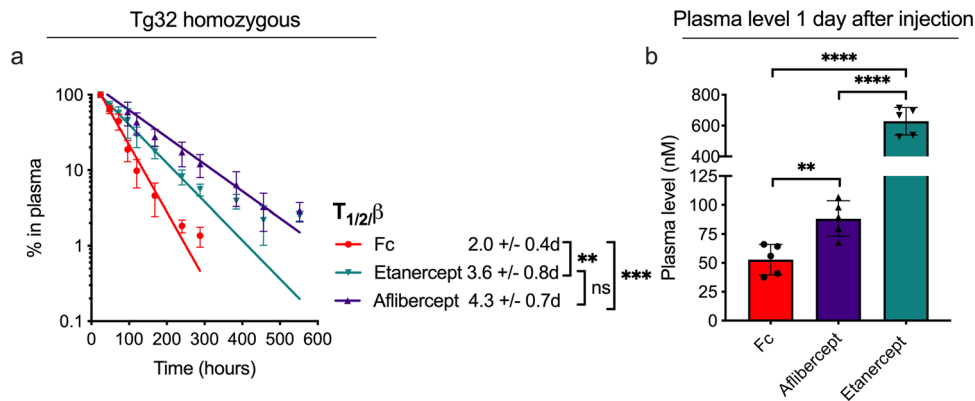 Tg32 homozygous
Plasma level 1 day after injection
a
b
% in plasma
100
10
1
0.1
0 100 200 300 400 500 600
Time (hours)
T1/2/β
Fc 2.0 +/- 0.4d
Etanercept 3.6 +/- 0.8d
Aflibercept 4.3 +/- 0.7d
**
ns
***
****
****
**
Plasma level (nM)
800
600
400
125
100
75
50
25
0
Fc
Aflibercept
Etanercept